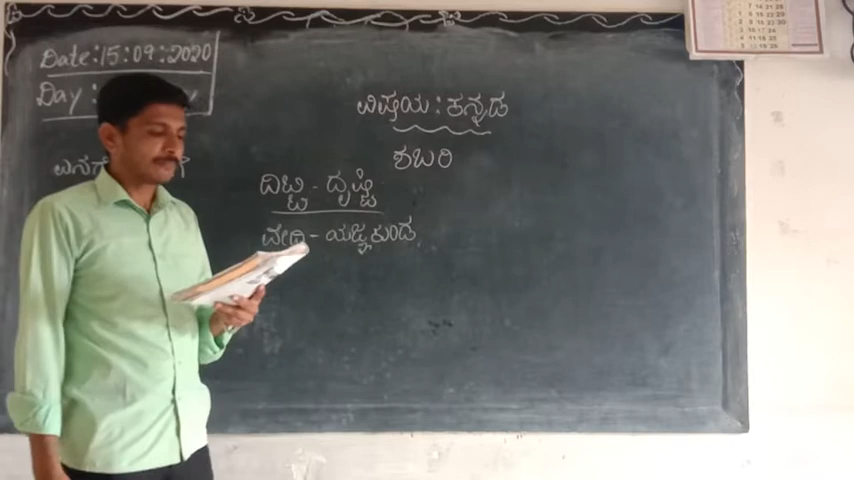 Date:15:09:2020
Day:
ವಿಷಯ: ಕನ್ನಡ
ಶಬರಿ
ದಿಟ್ಟಿ - ದೃಷ್ಟಿ
ವೇದಿ - ಯಜ್ಞಕುಂಡ